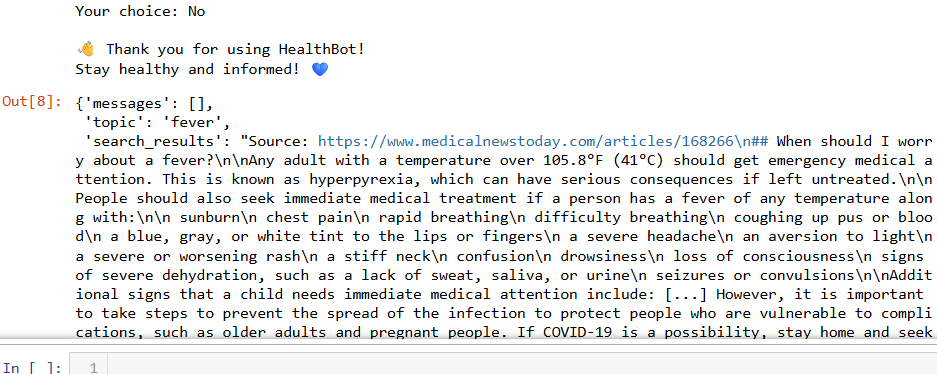 Your choice: No
👋 Thank you for using HealthBot!
Stay healthy and informed! 💙
Out[8]: {'messages': [],
'topic': 'fever',
'search_results': "Source: https://www.medicalnewstoday.com/articles/168266\n## When should I worr
y about a fever?\n\nAny adult with a temperature over 105.8°F (41°C) should get emergency medical a
ttention. This is known as hyperpyrexia, which can have serious consequences if left untreated.\n\n
People should also seek immediate medical treatment if a person has a fever of any temperature alon
g with:\n\n sunburn\n chest pain\n rapid breathing\n difficulty breathing\n coughing up pus or bloo
d\n a blue, gray, or white tint to the lips or fingers\n a severe headache\n an aversion to light\n
a severe or worsening rash\n a stiff neck\n confusion\n drowsiness\n loss of consciousness\n signs
of severe dehydration, such as a lack of sweat, saliva, or urine\n seizures or convulsions\n\nAddit
ional signs that a child needs immediate medical attention include: [...] However, it is important
to take steps to prevent the spread of the infection to protect people who are vulnerable to compli
cations, such as older adults and pregnant people. If COVID-19 is a possibility, stay home and seek
In [ ]: 1